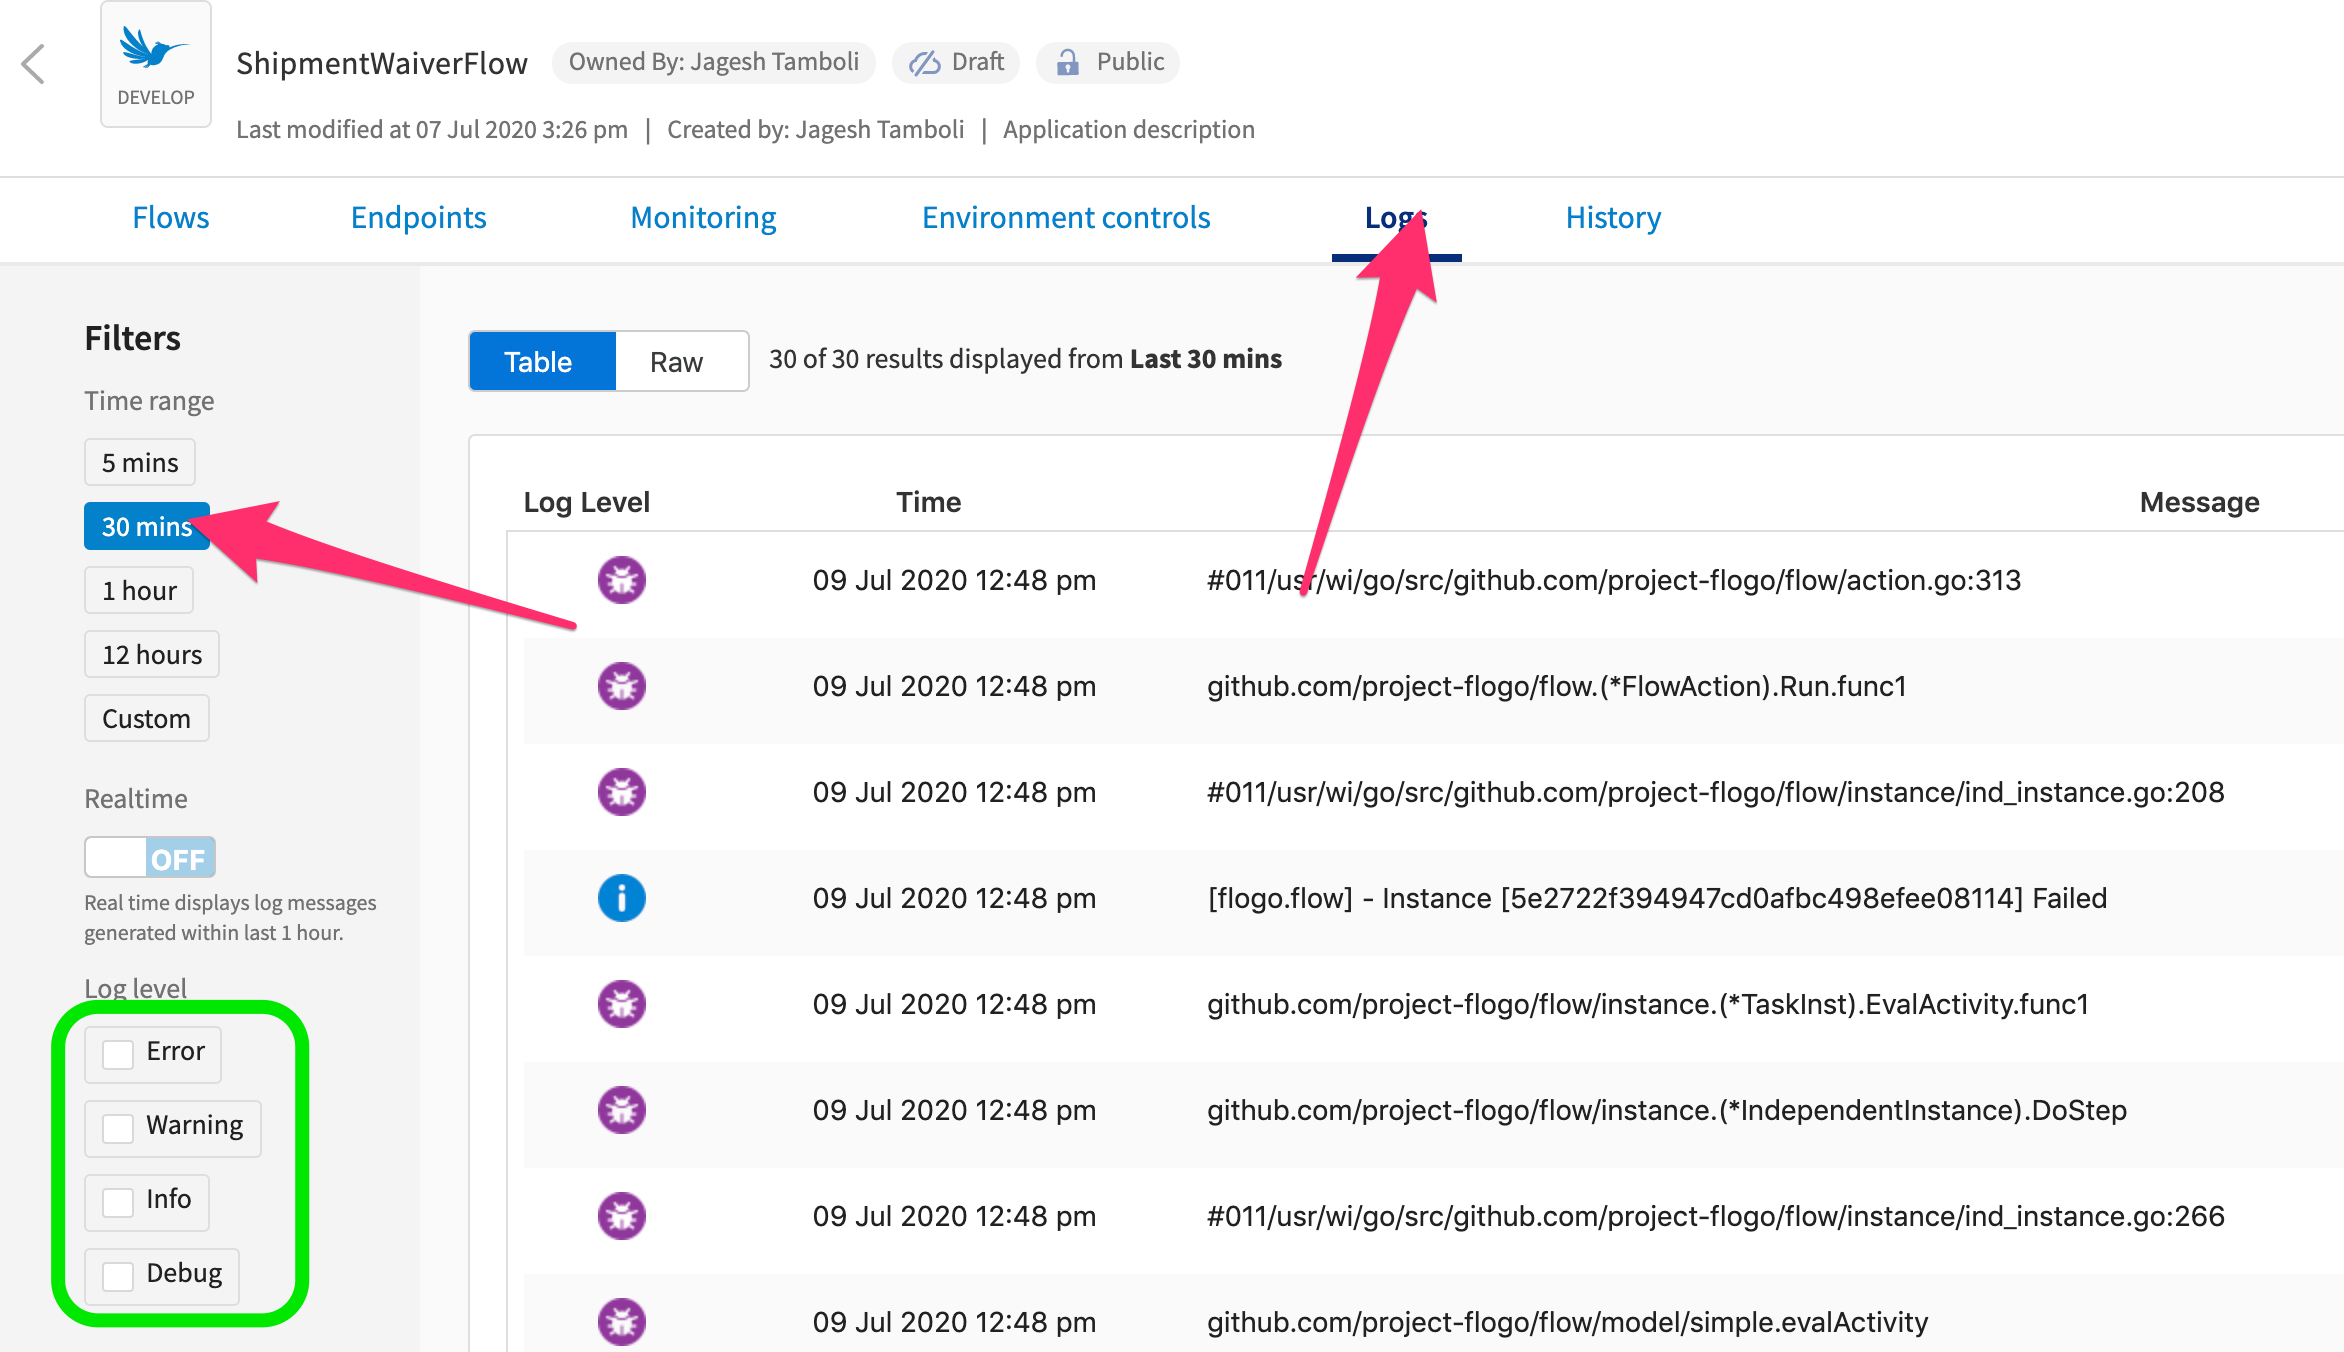 DEVELOP
ShipmentWaiverFlow Owned By: Jagesh Tamboli Draft Public
Last modified at 07 Jul 2020 3:26 pm | Created by: Jagesh Tamboli | Application description
Flows Endpoints Monitoring Environment controls Logs History
Filters
Time range
5 mins
30 mins
1 hour
12 hours
Custom
Realtime
OFF
Real time displays log messages
generated within last 1 hour.
Log level
Error
Warning
Info
Debug
Table Raw 30 of 30 results displayed from Last 30 mins
Log Level Time Message
09 Jul 2020 12:48 pm #011/usr/wi/go/src/github.com/project-flogo/flow/action.go:313
09 Jul 2020 12:48 pm github.com/project-flogo/flow.(*FlowAction).Run.func1
09 Jul 2020 12:48 pm #011/usr/wi/go/src/github.com/project-flogo/flow/instance/ind_instance.go:208
09 Jul 2020 12:48 pm [flogo.flow] - Instance [5e2722f394947cd0afbc498efee08114] Failed
09 Jul 2020 12:48 pm github.com/project-flogo/flow/instance.(*TaskInst).EvalActivity.func1
09 Jul 2020 12:48 pm github.com/project-flogo/flow/instance.(*IndependentInstance).DoStep
09 Jul 2020 12:48 pm #011/usr/wi/go/src/github.com/project-flogo/flow/instance/ind_instance.go:266
09 Jul 2020 12:48 pm github.com/project-flogo/flow/model/simple.evalActivity